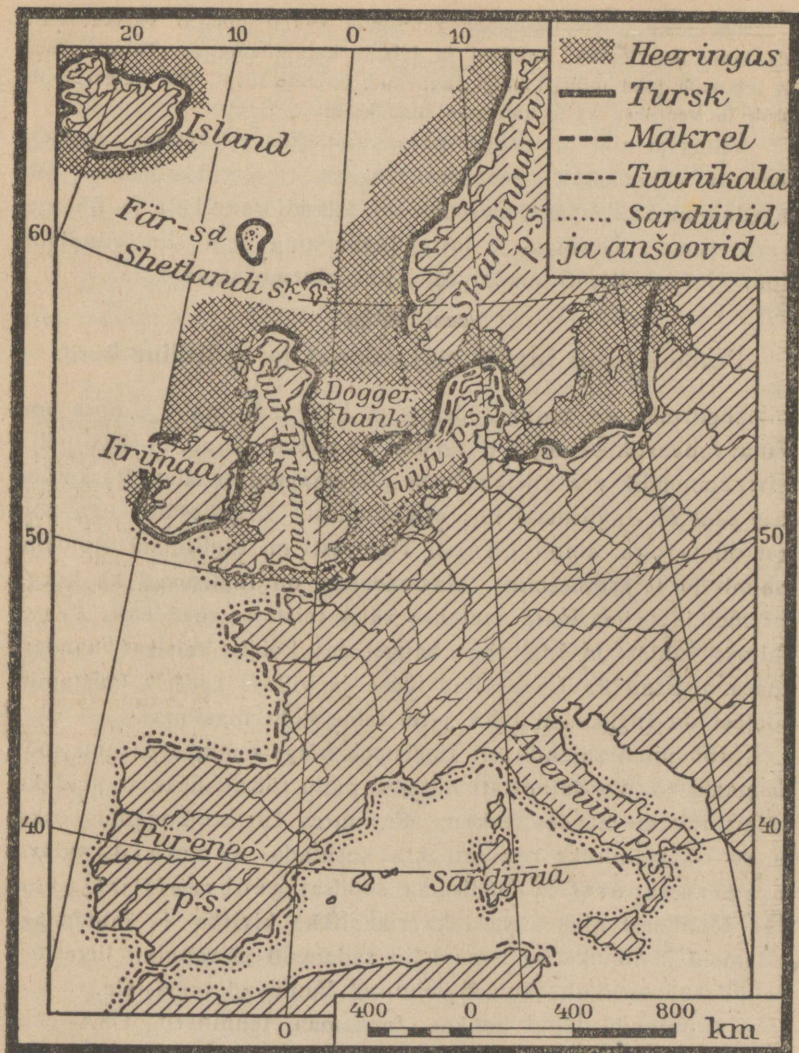 20 10 0 10
Heeringas
Tursk
Makrel
Tuunikala
Sardiinid
ja anšoovid
Island
Skandinaavia
p-s.
Fär-sd
60
Shetlandi sk.
Suur-Britannia
Dogger
bank
Iirimaa
Juuti p-s.
50 50
Apenniini p-s.
40 40
Purenee
p-s.
Sardiinia
400 0 400 800
km
0